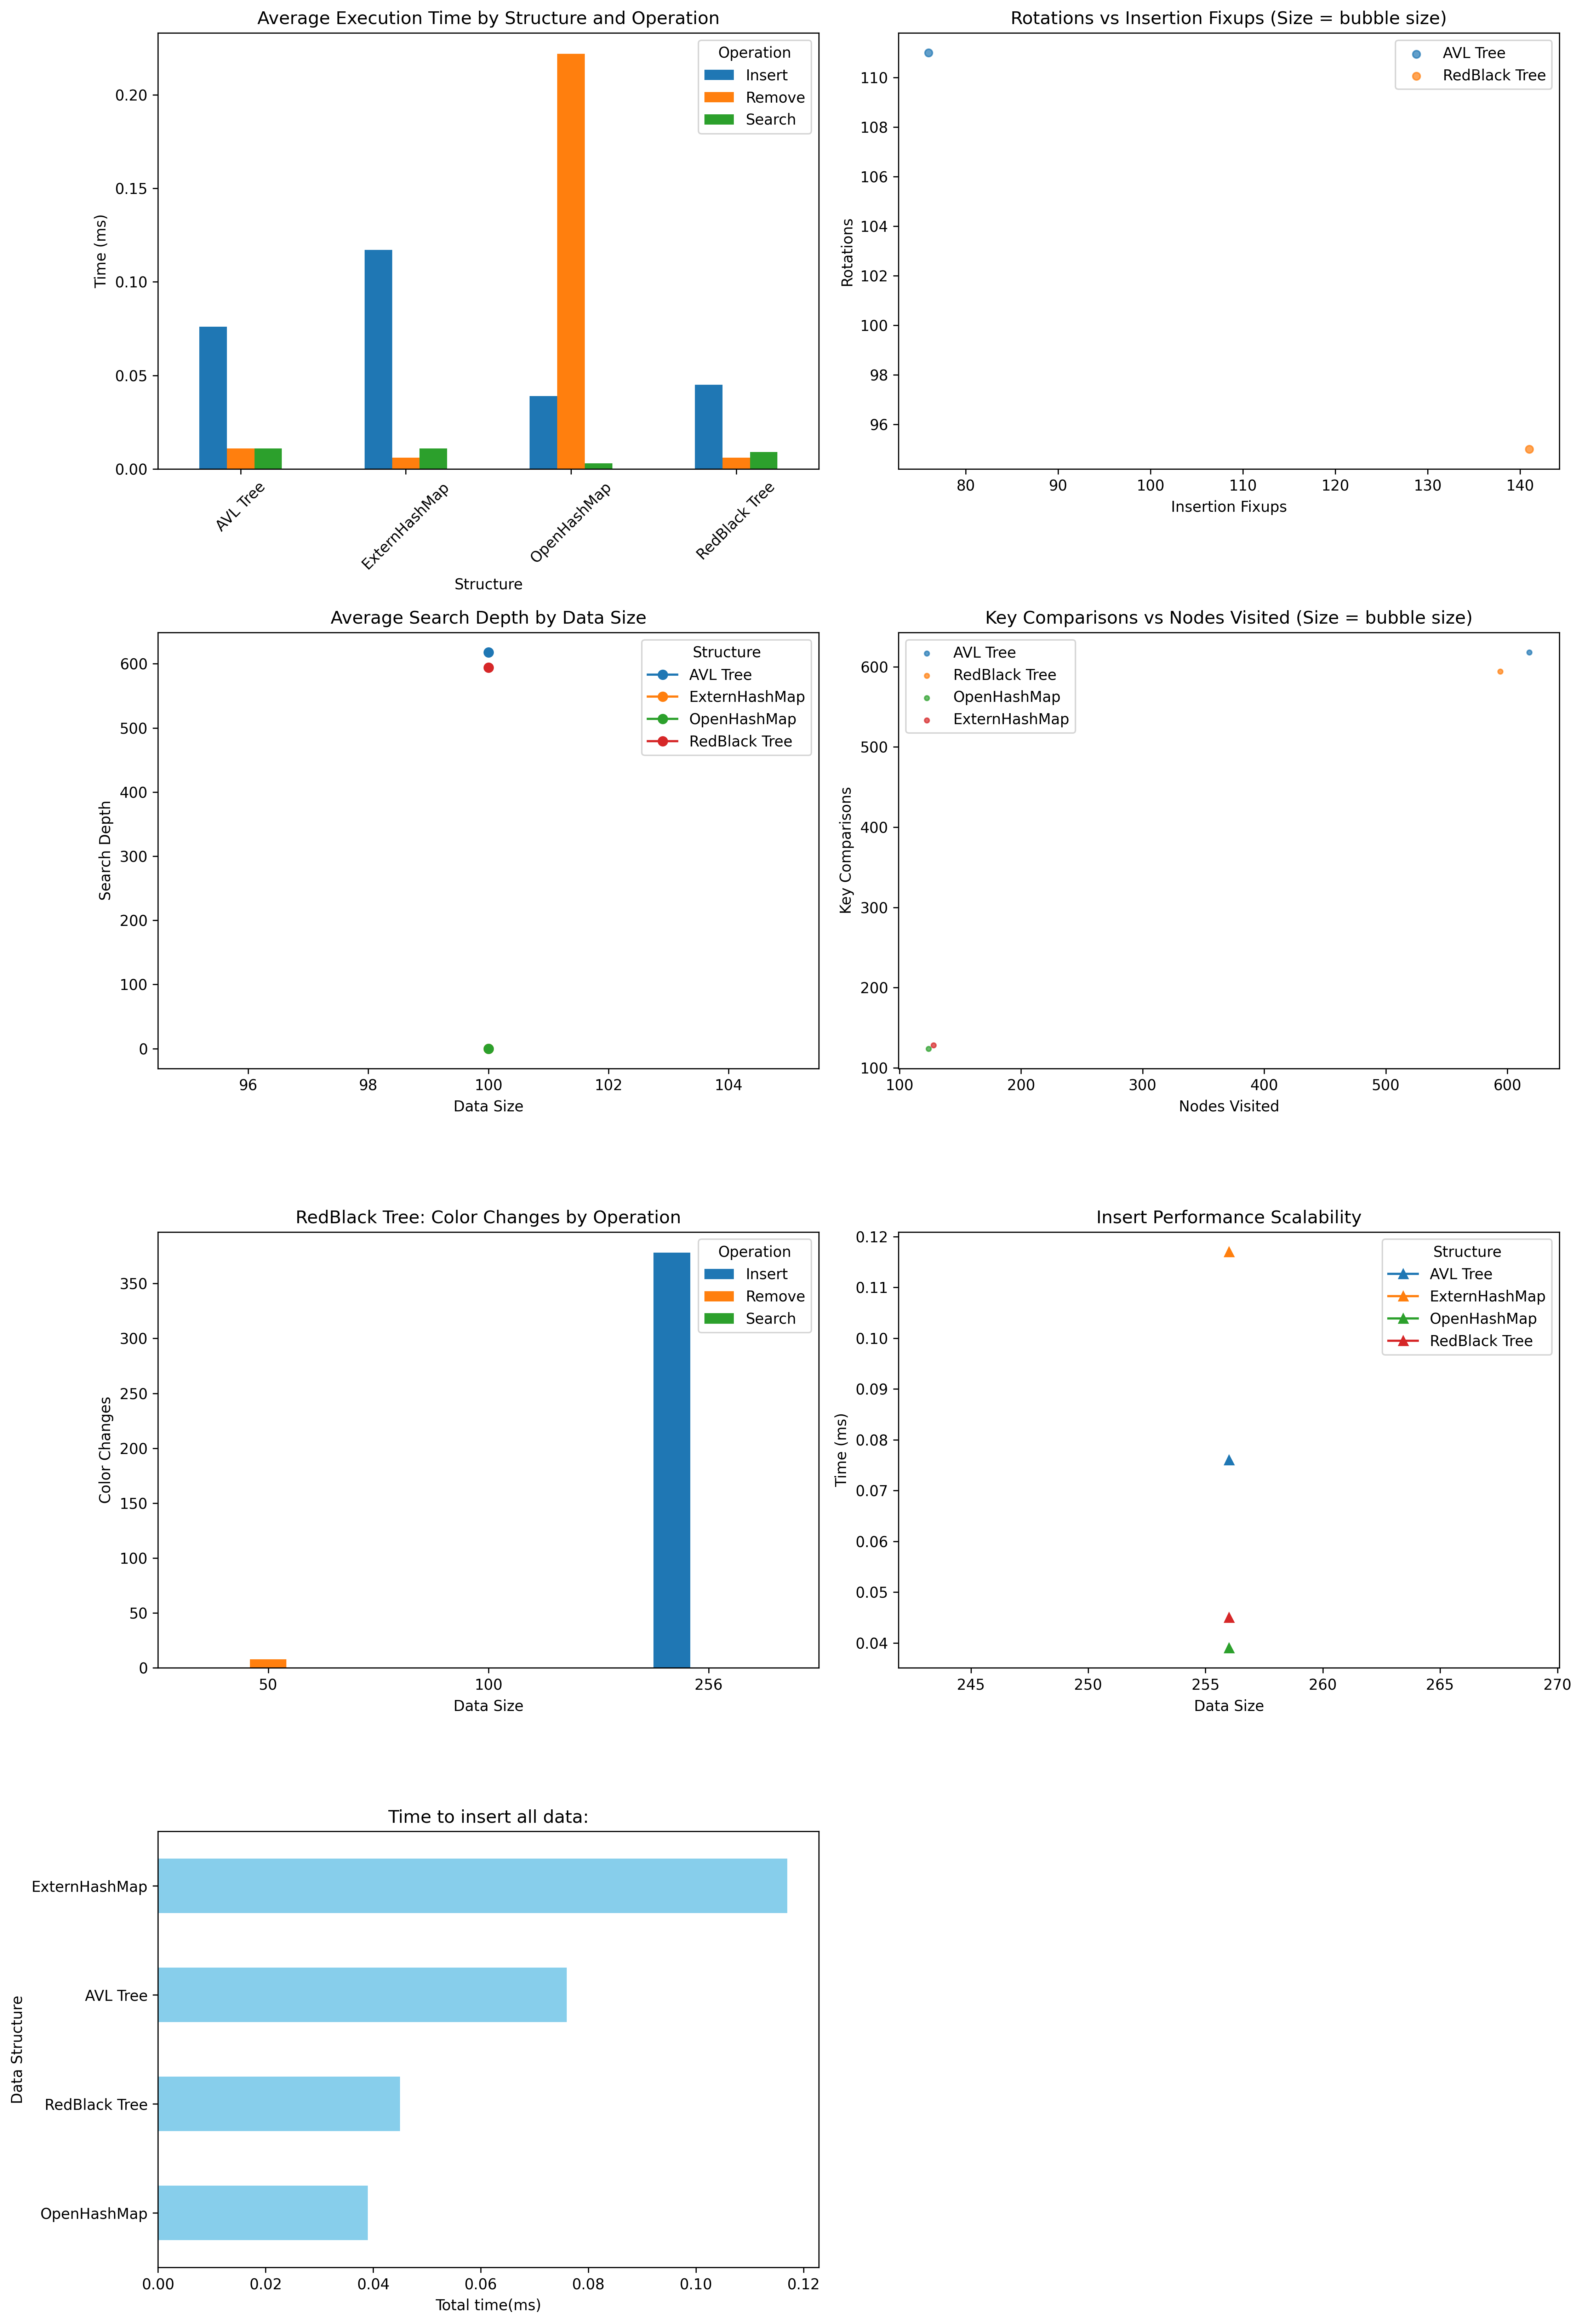 Average Execution Time by Structure and Operation
Operation
Insert
Remove
Search
0.20
0.15
0.10
0.05
0.00
Time (ms)
AVL Tree
ExternHashMap
OpenHashMap
RedBlack Tree
Structure
Rotations vs Insertion Fixups (Size = bubble size)
AVL Tree
RedBlack Tree
110
108
106
104
102
100
98
96
Rotations
80 90 100 110 120 130 140
Insertion Fixups
Average Search Depth by Data Size
Structure
AVL Tree
ExternHashMap
OpenHashMap
RedBlack Tree
600
500
400
300
200
100
0
Search Depth
96 98 100 102 104
Data Size
Key Comparisons vs Nodes Visited (Size = bubble size)
AVL Tree
RedBlack Tree
OpenHashMap
ExternHashMap
600
500
400
300
200
100
Key Comparisons
100 200 300 400 500 600
Nodes Visited
RedBlack Tree: Color Changes by Operation
Operation
Insert
Remove
Search
350
300
250
200
150
100
50
0
Color Changes
50 100 256
Data Size
Insert Performance Scalability
Structure
AVL Tree
ExternHashMap
OpenHashMap
RedBlack Tree
0.12
0.11
0.10
0.09
0.08
0.07
0.06
0.05
0.04
Time (ms)
245 250 255 260 265 270
Data Size
Time to insert all data:
ExternHashMap
AVL Tree
RedBlack Tree
OpenHashMap
Data Structure
0.00 0.02 0.04 0.06 0.08 0.10 0.12
Total time(ms)